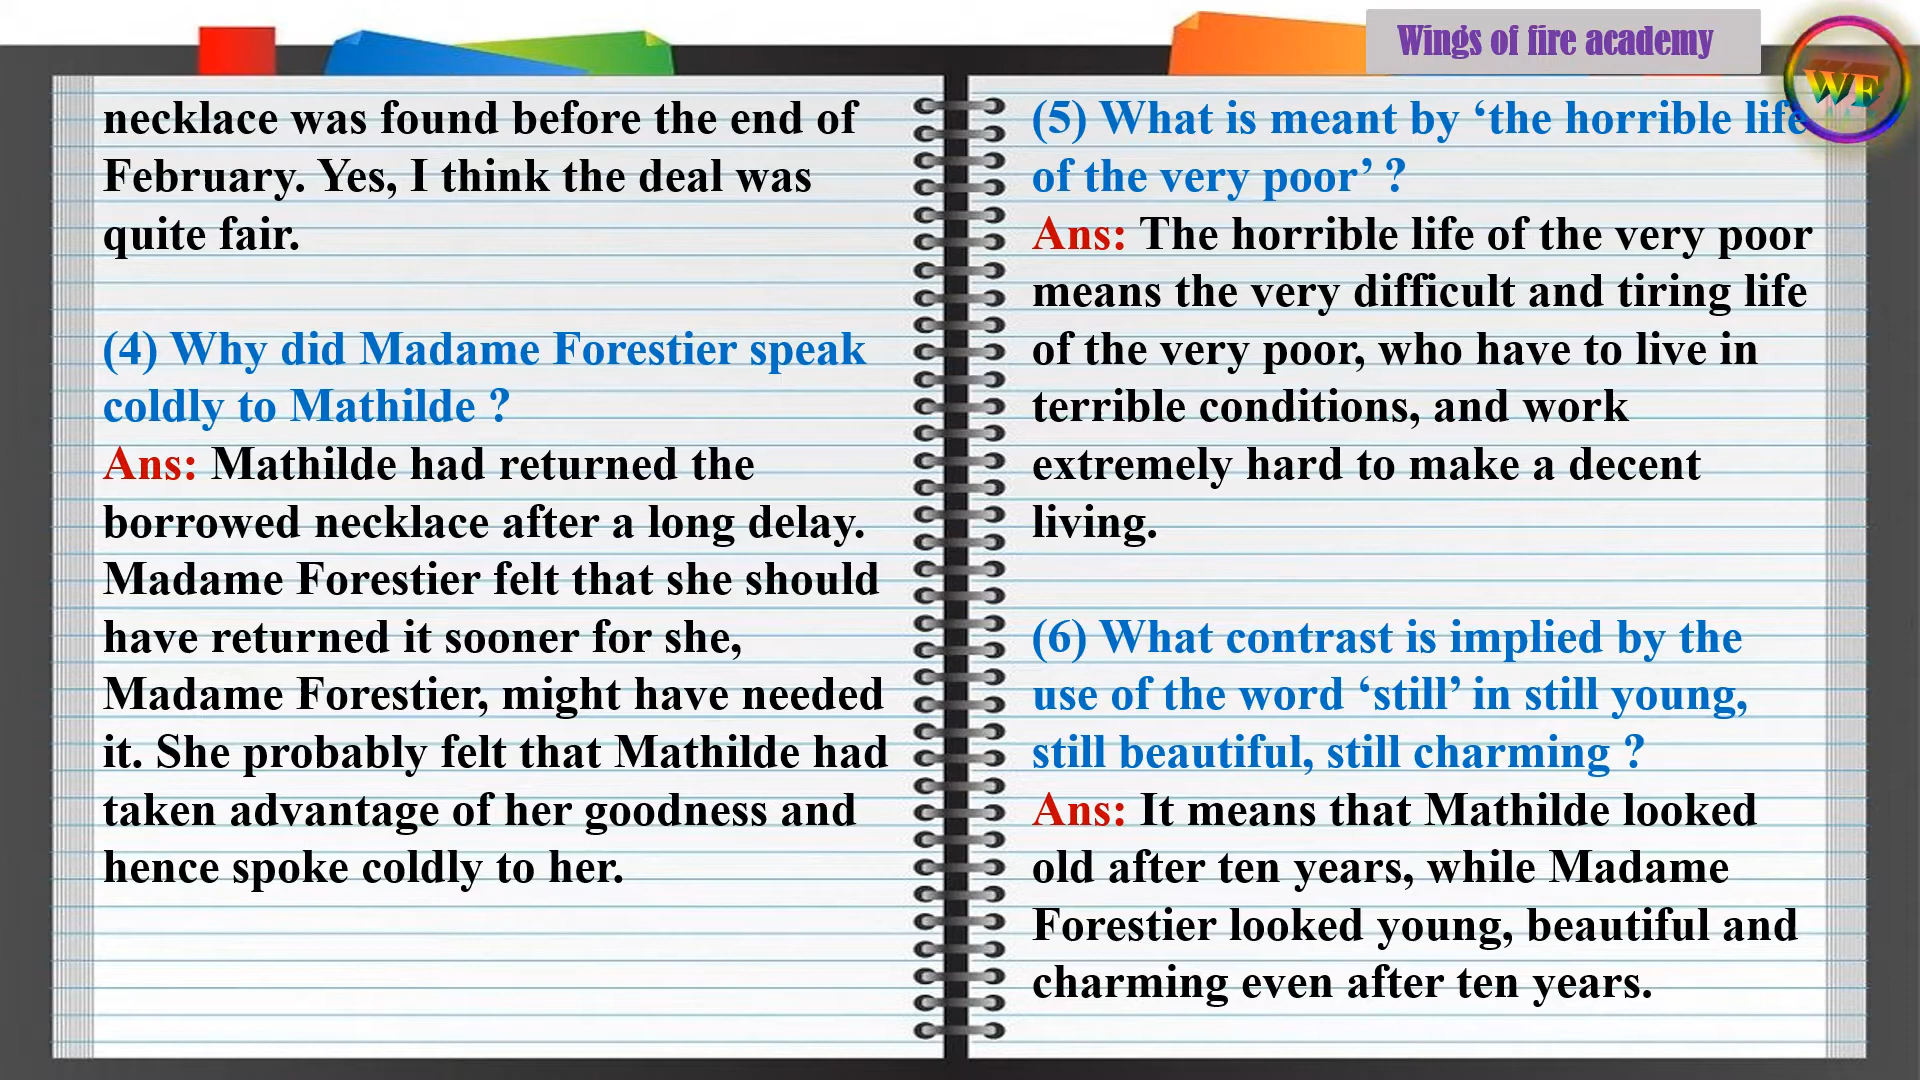 Wings of fire academy
WF
necklace was found before the end of
February. Yes, I think the deal was
quite fair.
(4) Why did Madame Forestier speak
coldly to Mathilde ?
Ans: Mathilde had returned the
borrowed necklace after a long delay.
Madame Forestier felt that she should
have returned it sooner for she,
Madame Forestier, might have needed
it. She probably felt that Mathilde had
taken advantage of her goodness and
hence spoke coldly to her.
(5) What is meant by ‘the horrible life
of the very poor’ ?
Ans: The horrible life of the very poor
means the very difficult and tiring life
of the very poor, who have to live in
terrible conditions, and work
extremely hard to make a decent
living.
(6) What contrast is implied by the
use of the word ‘still’ in still young,
still beautiful, still charming ?
Ans: It means that Mathilde looked
old after ten years, while Madame
Forestier looked young, beautiful and
charming even after ten years.